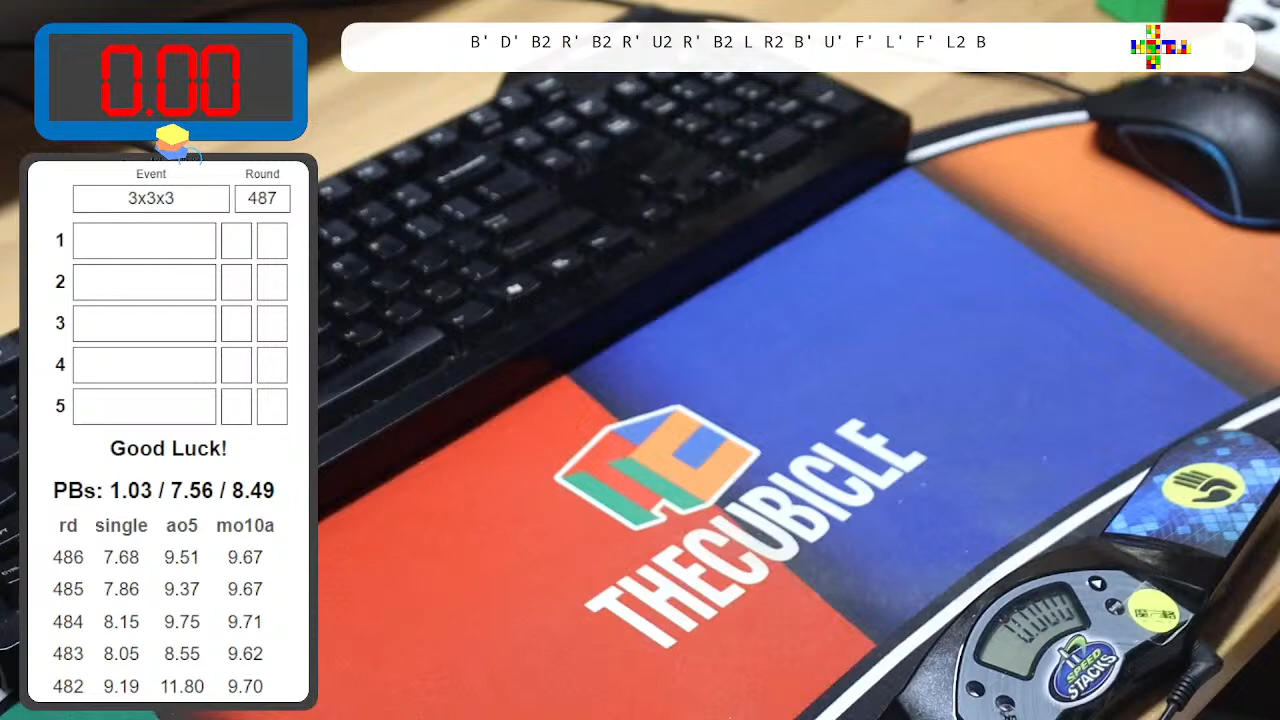 B' D' B2 R' B2 R' U2 R' B2 L R2 B' U' F' L' F' L2 B
0.00
Event Round
3x3x3 487
1
2
3
4
5
Good Luck!
PBs: 1.03 / 7.56 / 8.49
rd single ao5 mo10a
486 7.68 9.51 9.67
485 7.86 9.37 9.67
484 8.15 9.75 9.71
483 8.05 8.55 9.62
482 9.19 11.80 9.70
THECUBICLE
SPEED
STACKS